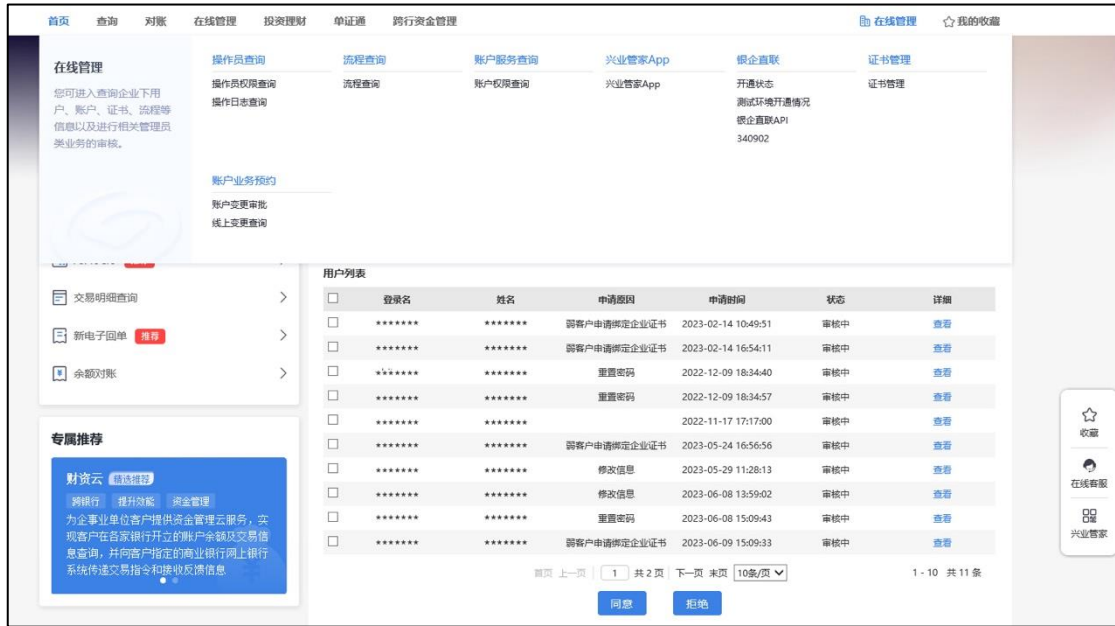 首页 查询 对账 在线管理 投资理财 单证通 跨行资金管理 在线管理 我的收藏
在线管理
您可进入查询企业下用
户、账户、证书、流程等
信息以及进行相关管理员
类业务的审核。
操作员查询 流程查询 账户服务查询 兴业管家App 银企直联 证书管理
操作员权限查询 流程查询 账户权限查询 兴业管家App 开通状态 证书管理
操作日志查询 测试环境开通情况
银企直联API
340902
账户业务预约
账户变更审批
线上变更查询
交易明细查询
新电子回单 推荐
余额对账
专属推荐
财资云 精选推荐
跨银行 提升效能 资金管理
为企事业单位客户提供资金管理云服务，实
现客户在各家银行开立的账户余额及交易信
息查询，并向客户指定的商业银行网上银行
系统传递交易指令和接收反馈信息
用户列表
登录名 姓名 申请原因 申请时间 状态 详细
******* ******* 弱客户申请绑定企业证书 2023-02-14 10:49:51 审核中 查看
******* ******* 弱客户申请绑定企业证书 2023-02-14 16:54:11 审核中 查看
******* ******* 重置密码 2022-12-09 18:34:40 审核中 查看
******* ******* 重置密码 2022-12-09 18:34:57 审核中 查看
******* ******* 2022-11-17 17:17:00 审核中 查看
******* ******* 弱客户申请绑定企业证书 2023-05-24 16:56:56 审核中 查看
******* ******* 修改信息 2023-05-29 11:28:13 审核中 查看
******* ******* 修改信息 2023-06-08 13:59:02 审核中 查看
******* ******* 重置密码 2023-06-08 15:09:43 审核中 查看
******* ******* 弱客户申请绑定企业证书 2023-06-09 15:09:33 审核中 查看
首页 上一页 1 共2页 下一页 末页 10条/页 1 - 10 共11条
同意 拒绝
收藏
在线客服
兴业管家